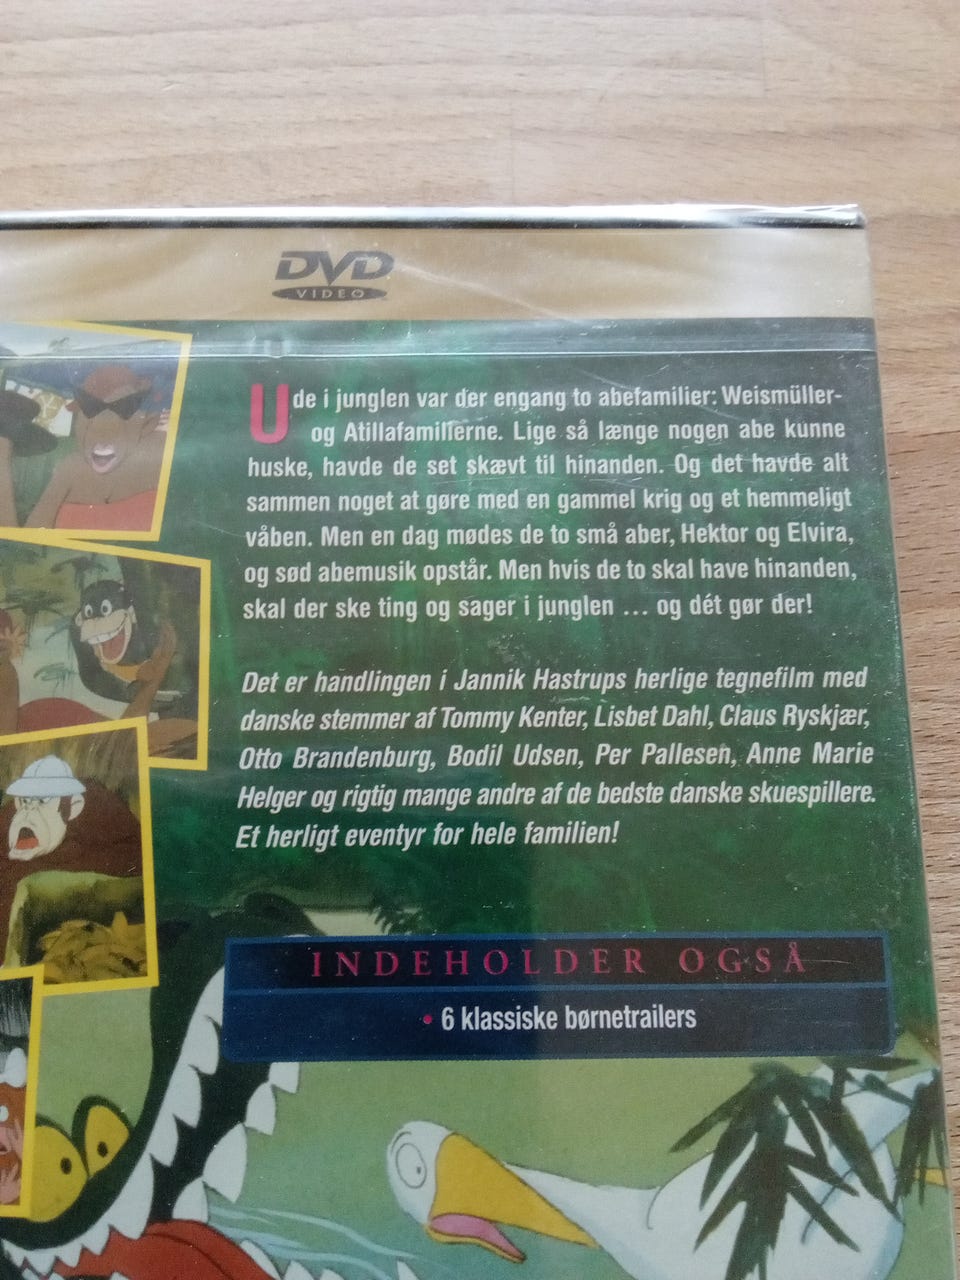 DVD
VIDEO
Ude i junglen var der engang to abefamilier: Weismüller-
og Atillafamilierne. Lige så længe nogen abe kunne
huske, havde de set skævt til hinanden. Og det havde alt
sammen noget at gøre med en gammel krig og et hemmeligt
våben. Men en dag mødes de to små aber, Hektor og Elvira,
og sød abemusik opstår. Men hvis de to skal have hinanden,
skal der ske ting og sager i junglen ... og dét gør der!
Det er handlingen i Jannik Hastrups herlige tegnefilm med
danske stemmer af Tommy Kenter, Lisbet Dahl, Claus Ryskjær,
Otto Brandenburg, Bodil Udsen, Per Pallesen, Anne Marie
Helger og rigtig mange andre af de bedste danske skuespillere.
Et herligt eventyr for hele familien!
INDEHOLDER OGSÅ
• 6 klassiske børnetrailers